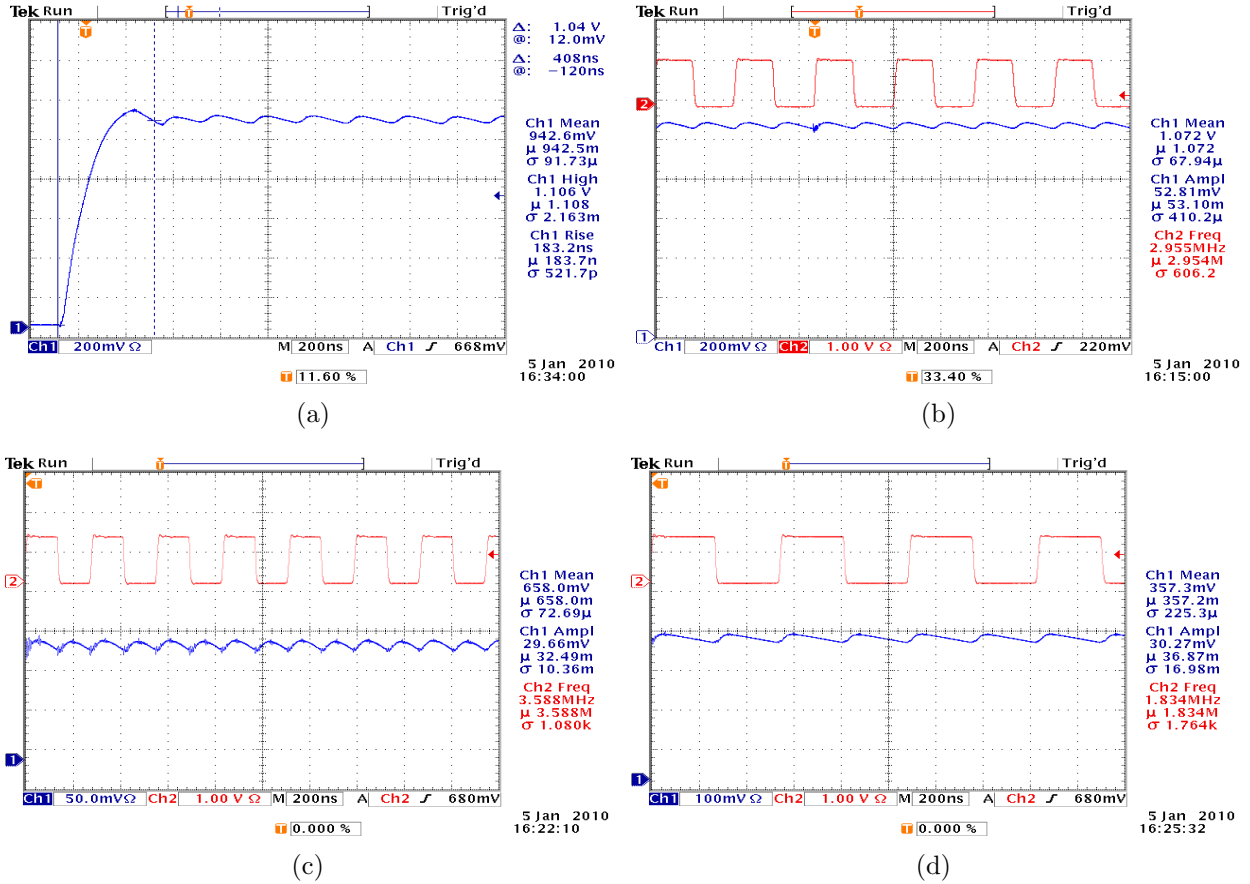 Tek Run Trig'd
T
T
Δ: 1.04 V
@: 12.0mV
Δ: 408ns
@: −120ns
Ch1 Mean
942.6mV
μ 942.5m
σ 91.73μ
Ch1 High
1.106 V
μ 1.108
σ 2.163m
Ch1 Rise
183.2ns
μ 183.7n
σ 521.7p
1
Ch1 200mV Ω M 200ns A Ch1 ∫ 668mV
5 Jan 2010
16:34:00
T 11.60 %
(a)
Tek Run Trig'd
T
T
2
Ch1 Mean
1.072 V
μ 1.072
σ 67.94μ
Ch1 Ampl
52.81mV
μ 53.10m
σ 410.2μ
Ch2 Freq
2.955MHz
μ 2.954M
σ 606.2
1
Ch1 200mV Ω Ch2 1.00 V Ω M 200ns A Ch2 ∫ 220mV
5 Jan 2010
16:15:00
T 33.40 %
(b)
Tek Run Trig'd
T
T
2
Ch1 Mean
658.0mV
μ 658.0m
σ 72.69μ
Ch1 Ampl
29.66mV
μ 32.49m
σ 10.36m
Ch2 Freq
3.588MHz
μ 3.588M
σ 1.080k
1
Ch1 50.0mVΩ Ch2 1.00 V Ω M 200ns A Ch2 ∫ 680mV
5 Jan 2010
16:22:10
T 0.000 %
(c)
Tek Run Trig'd
T
T
2
Ch1 Mean
357.3mV
μ 357.2m
σ 225.3μ
Ch1 Ampl
30.27mV
μ 36.87m
σ 16.98m
Ch2 Freq
1.834MHz
μ 1.834M
σ 1.764k
1
Ch1 100mVΩ Ch2 1.00 V Ω M 200ns A Ch2 ∫ 680mV
5 Jan 2010
16:25:32
T 0.000 %
(d)